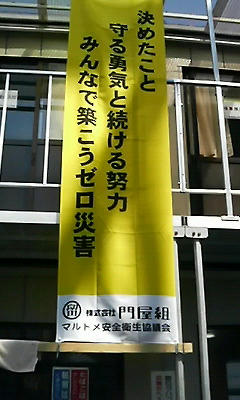 決めたこと
守る勇気と続ける努力
みんなで築こうゼロ災害
株式会社 門屋組
マルトメ安全衛生協議会